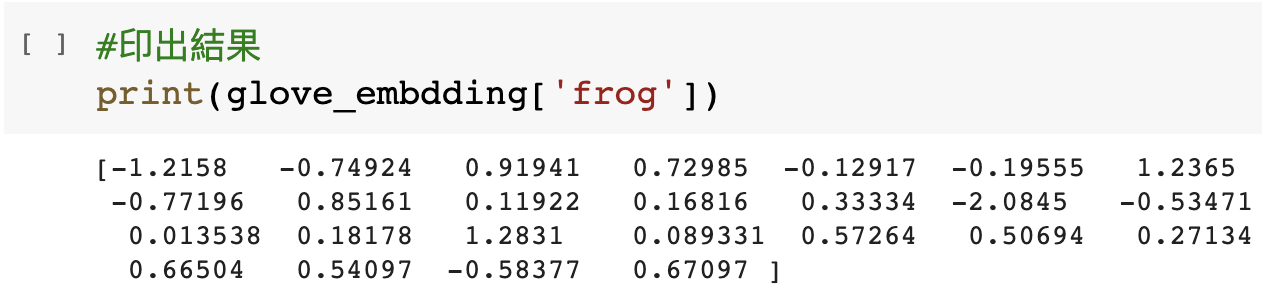 [ ] #印出結果
print(glove_embdding['frog'])
[-1.2158 -0.74924 0.91941 0.72985 -0.12917 -0.19555 1.2365
-0.77196 0.85161 0.11922 0.16816 0.33334 -2.0845 -0.53471
0.013538 0.18178 1.2831 0.089331 0.57264 0.50694 0.27134
0.66504 0.54097 -0.58377 0.67097 ]